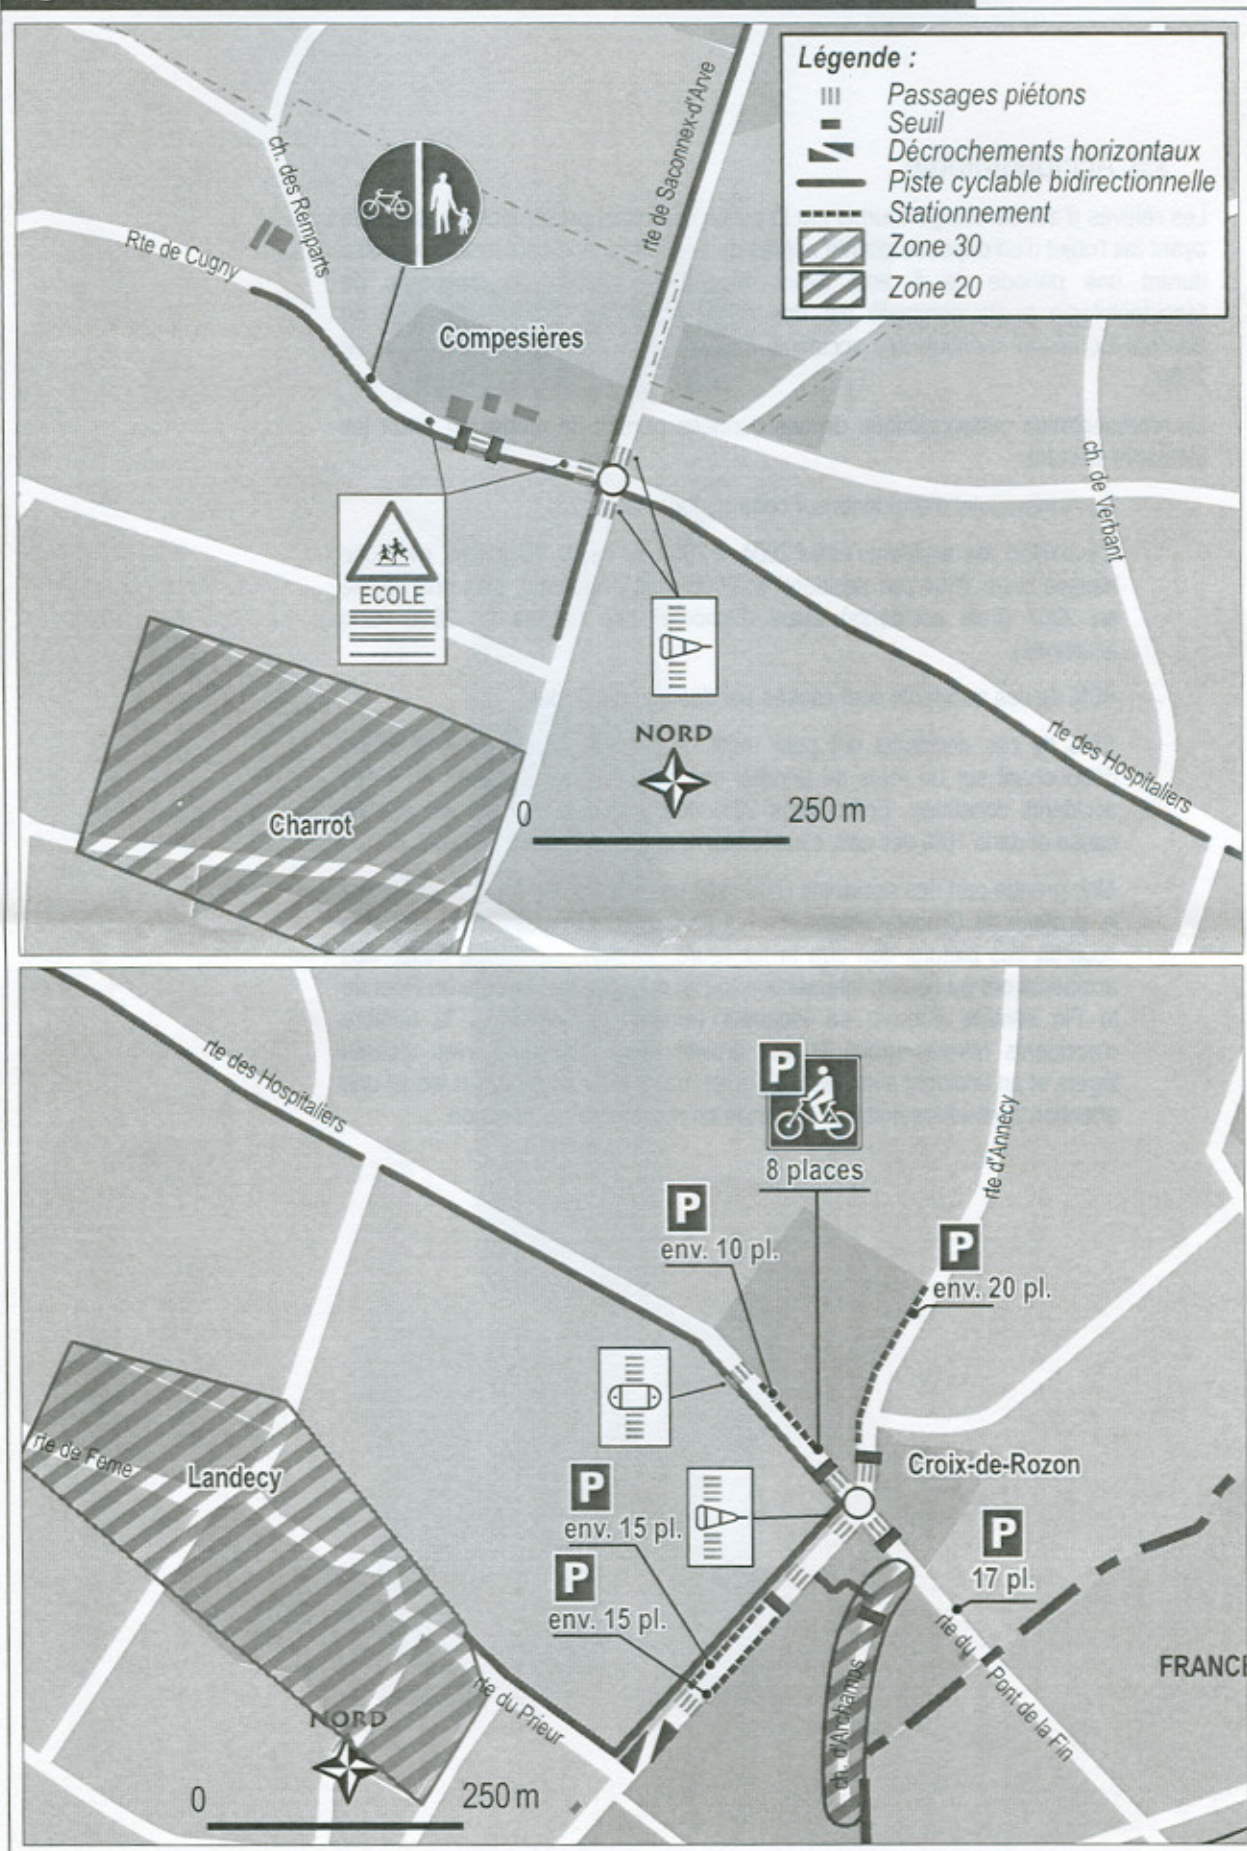 Légende :
Passages piétons
Seuil
Décrochements horizontaux
Piste cyclable bidirectionnelle
Stationnement
Zone 30
Zone 20
rte de Saconnex-d'Arve
ch. des Remparts
Rte de Cugny
Compesières
ch. de Verbant
ECOLE
rte des Hospitaliers
NORD
0
250 m
Charrot
rte des Hospitaliers
P
8 places
rte d'Annecy
P
env. 10 pl.
P
env. 20 pl.
rte de Feme
Landecy
Croix-de-Rozon
P
env. 15 pl.
P
env. 15 pl.
P
17 pl.
rte du Pont de la Fin
FRANCE
ch. d'Archamps
rte du Prieur
NORD
0
250 m